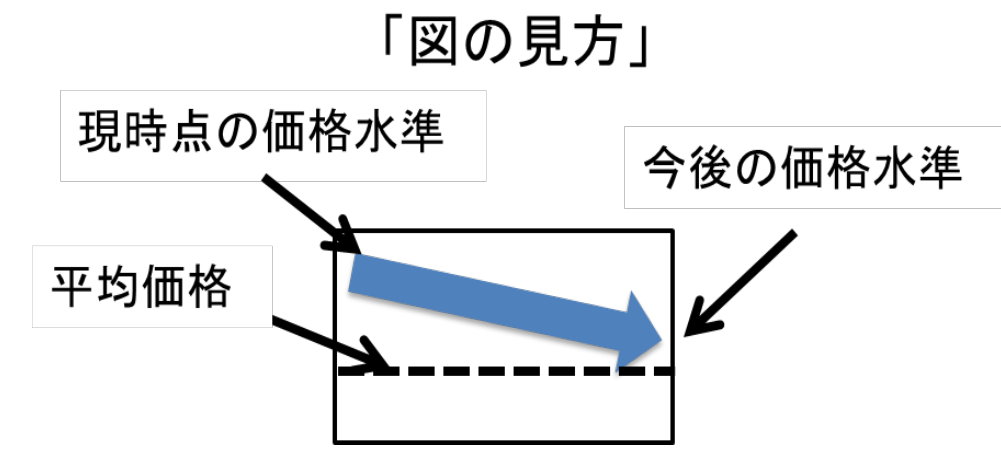 「図の見方」
現時点の価格水準
今後の価格水準
平均価格